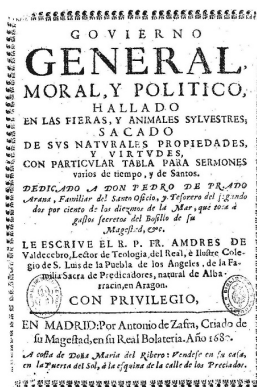 GOVIERNO
GENERAL,
MORAL, Y POLITICO,
HALLADO
EN LAS FIERAS, Y ANIMALES SYLVESTRES,
SACADO
DE SVS NATVRALES PROPIEDADES,
Y VIRTVDES,
CON PARTICVLAR TABLA PARA SERMONES
varios de tiempo, y de Santos.
DEDICADO A DON PEDRO DE PRADO
Arana, Familiar del Santo Oficio, y Tesorero del segundo
dos por ciento de los diezmos de la Mar, que toca à
gastos secretos del Bolsillo de su
Magestad, &c.
LE ESCRIVE EL R. P. FR. AMDRES DE
Valdecebro, Lector de Teologia, del Real, è Ilustre Cole-
gio de S. Luis de la Puebla de los Angeles, de la Fa-
milia Sacra de Predicadores, natural de Alba-
racin, en Aragon.
CON PRIVILEGIO,
EN MADRID: Por Antonio de Zafra, Criado de
su Magestad, en su Real Bolateria. Año 168
A costa de Doña Maria del Ribero: Vendese en su casa,
en la Puerta del Sol, à la esquina de la calle de los Preciados.